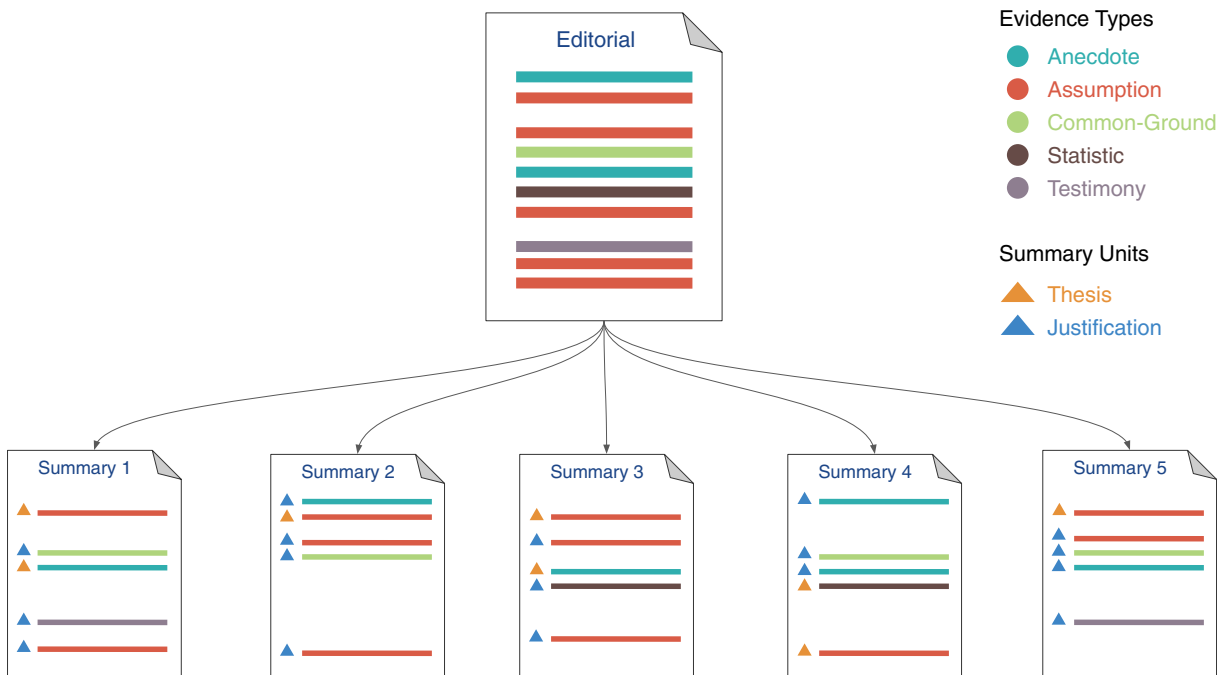 Editorial
Evidence Types
Anecdote
Assumption
Common-Ground
Statistic
Testimony
Summary Units
Thesis
Justification
Summary 1
Summary 2
Summary 3
Summary 4
Summary 5